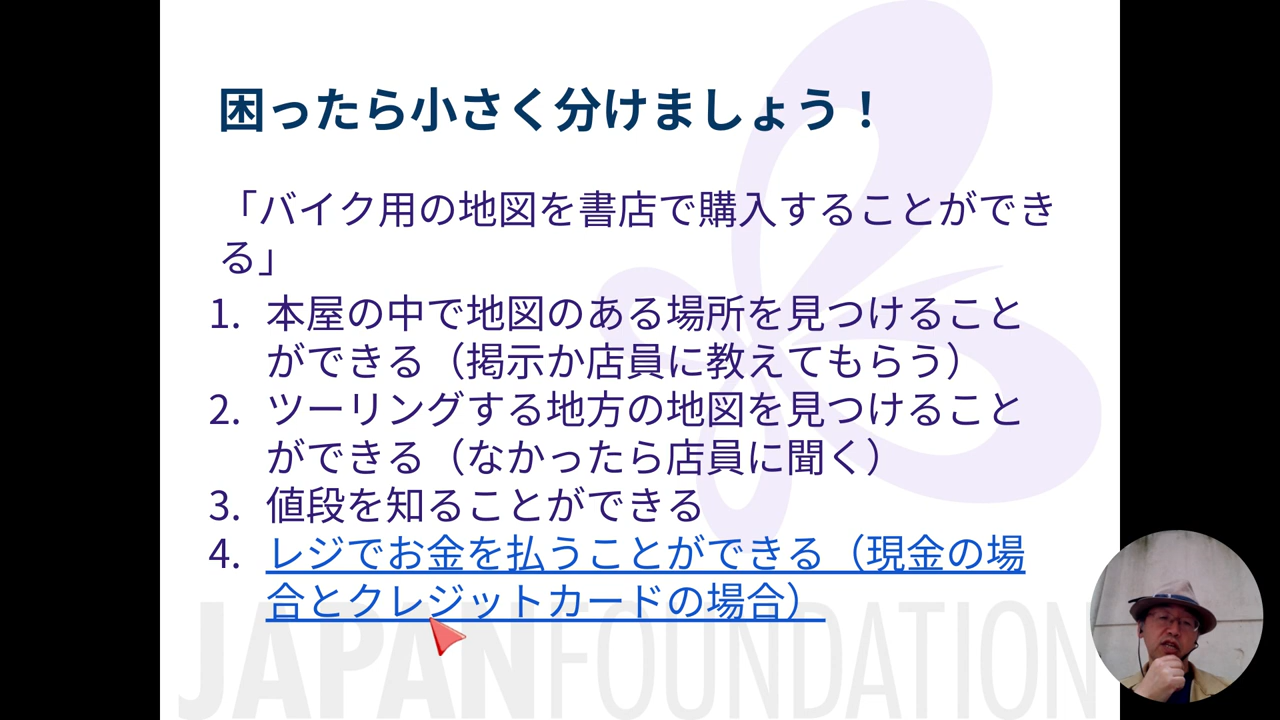 困ったら小さく分けましょう！
「バイク用の地図を書店で購入することができ
る」
1. 本屋の中で地図のある場所を見つけること
ができる（掲示か店員に教えてもらう）
2. ツーリングする地方の地図を見つけること
ができる（なかったら店員に聞く）
3. 値段を知ることができる
4. レジでお金を払うことができる（現金の場
合とクレジットカードの場合）
JAPANFOUNDATION